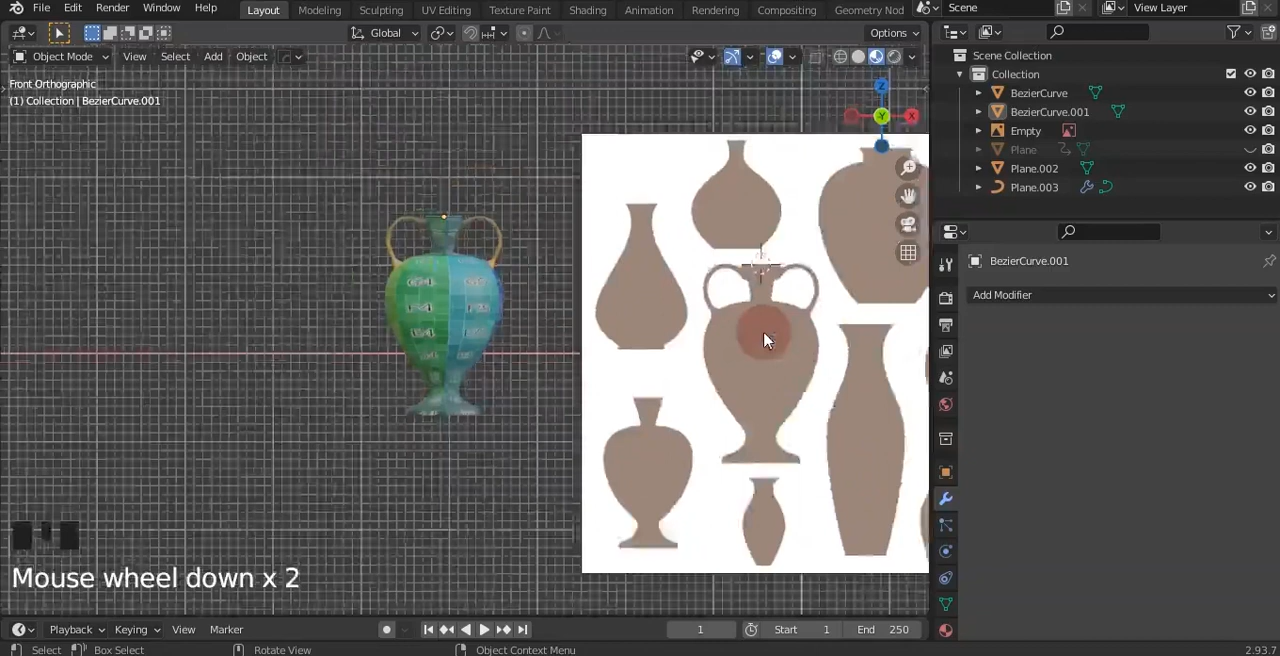 File Edit Render Window Help
Layout Modeling Sculpting UV Editing Texture Paint Shading Animation Rendering Compositing Geometry Nod
Scene View Layer
Global Options
Object Mode View Select Add Object
Front Orthographic
(1) Collection | BezierCurve.001
Z
Y
X
Scene Collection
Collection
BezierCurve
BezierCurve.001
Empty
Plane
Plane.002
Plane.003
BezierCurve.001
Add Modifier
Mouse wheel down x 2
Playback Keying View Marker 1 Start 1 End 250
Select Box Select Rotate View Object Context Menu 2.93.7